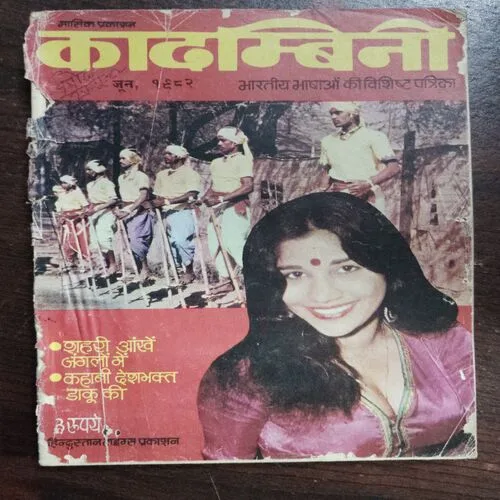 मासिक प्रकाशन
कादम्बिनी
जून, १९८२
भारतीय भाषाओं की विशिष्ट पत्रिका
• शहरी आंखें
जंगलों में
• कहानी देशभक्त
डाकू की
३ रूपये
हिन्दुस्तान टाइम्स प्रकाशन